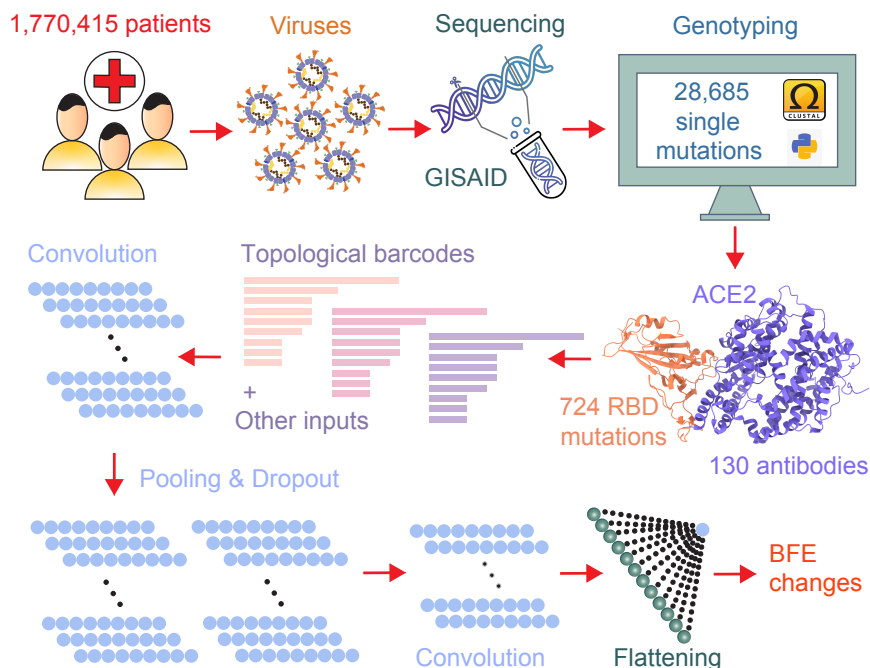 1,770,415 patients
Viruses
Sequencing
Genotyping
28,685
single
mutations
CLUSTAL
GISAID
Convolution
Topological barcodes
ACE2
+
Other inputs
724 RBD
mutations
130 antibodies
Pooling & Dropout
BFE
changes
Convolution
Flattening